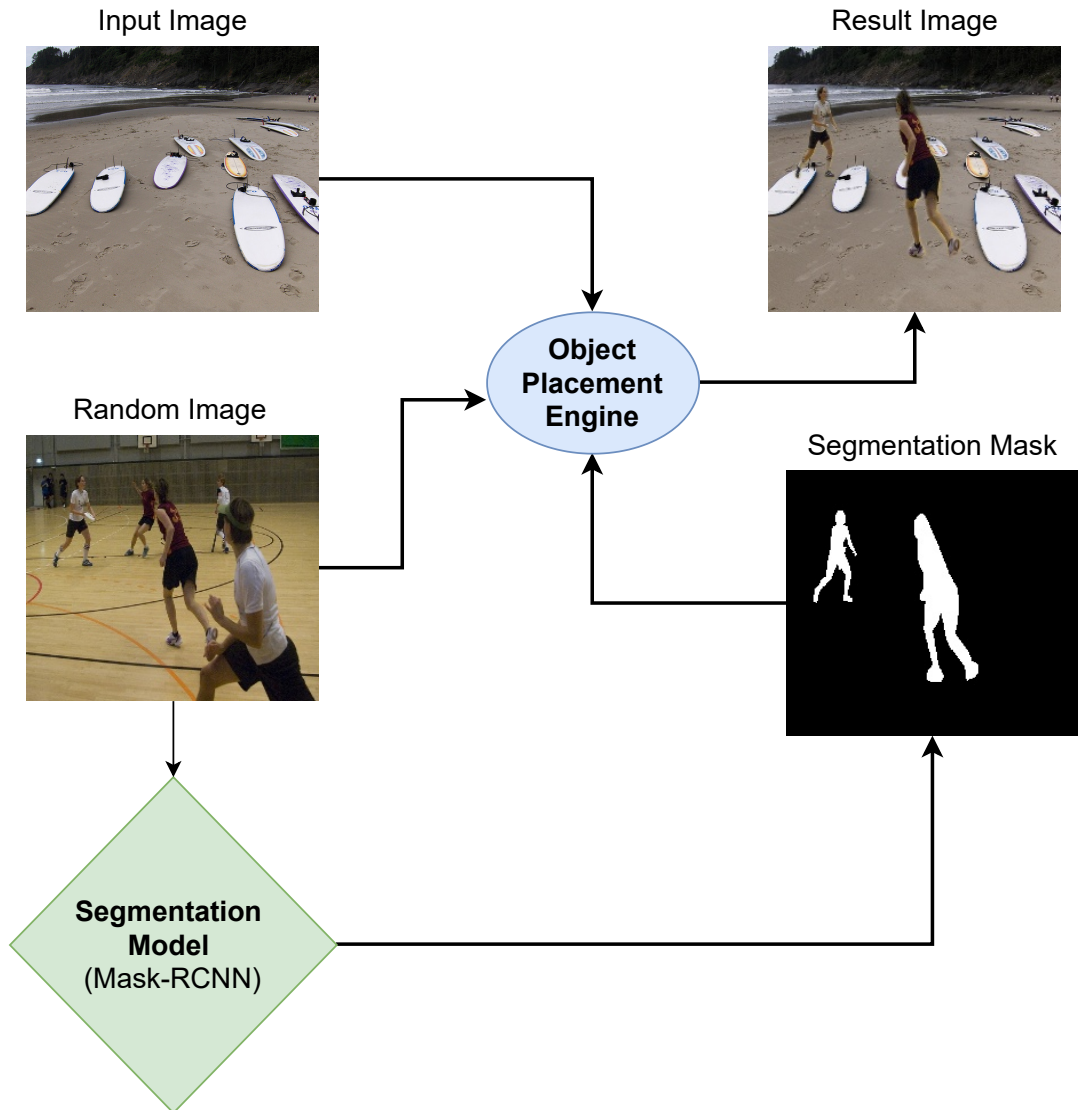 Input Image
Result Image
Object
Placement
Engine
Random Image
Segmentation Mask
Segmentation
Model
(Mask-RCNN)